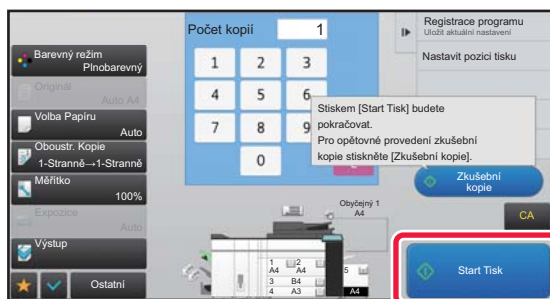 Počet kopií
1
Registrace programu
Uložit aktuální nastavení
Nastavit pozici tisku
Barevný režim
Plnobarevný
Originál
Auto A4
Volba Papíru
Auto
Oboustr. Kopie
1-Stranně→1-Stranně
Měřítko
100%
Expozice
Auto
Výstup
Ostatní
1
2
3
4
5
6
7
8
9
0
Stiskem [Start Tisk] budete
pokračovat.
Pro opětovné provedení zkušební
kopie stiskněte [Zkušební kopie].
Zkušební
kopie
Obyčejný 1
A4
CA
1
A4
2
A4
3
B4
4
A3
5
A4
Start Tisk